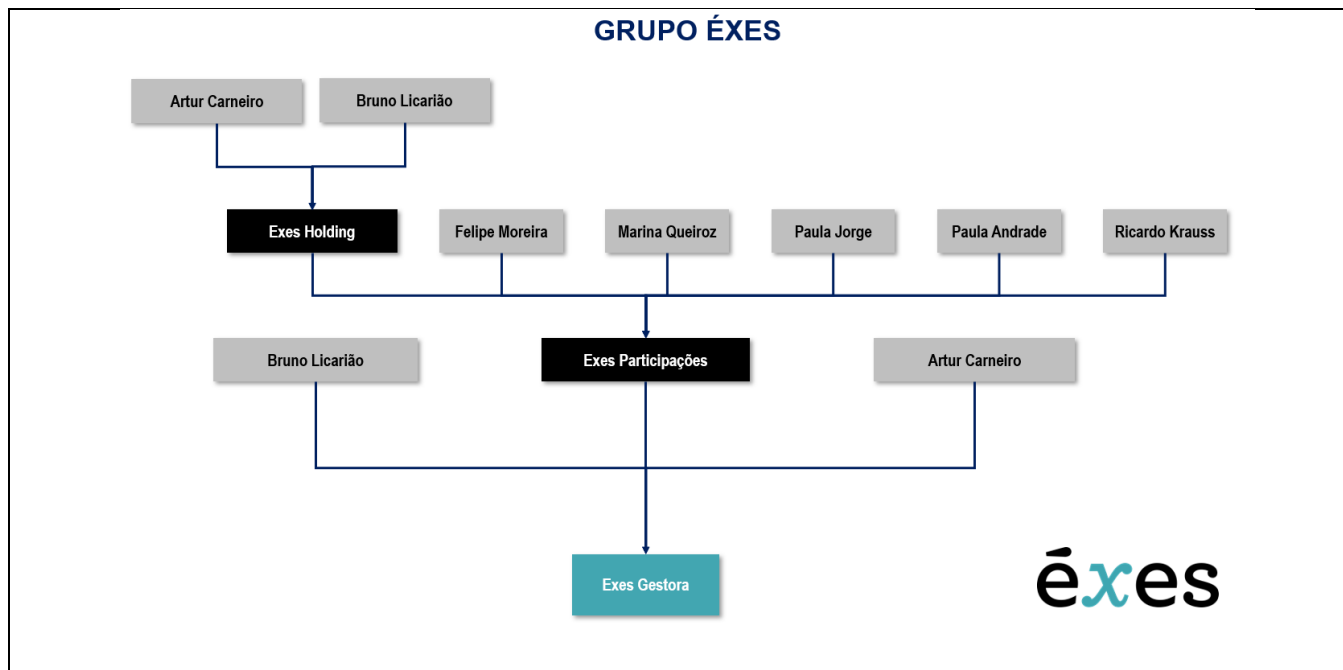 GRUPO ÉXES
Artur Carneiro
Bruno Licarião
Exes Holding
Felipe Moreira
Marina Queiroz
Paula Jorge
Paula Andrade
Ricardo Krauss
Bruno Licarião
Exes Participações
Artur Carneiro
Exes Gestora
éxes